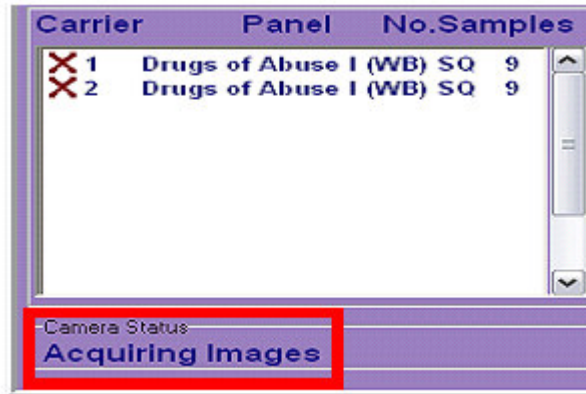 Carrier Panel No.Samples
1 Drugs of Abuse I (WB) SQ 9
2 Drugs of Abuse I (WB) SQ 9
Camera Status
Acquiring Images